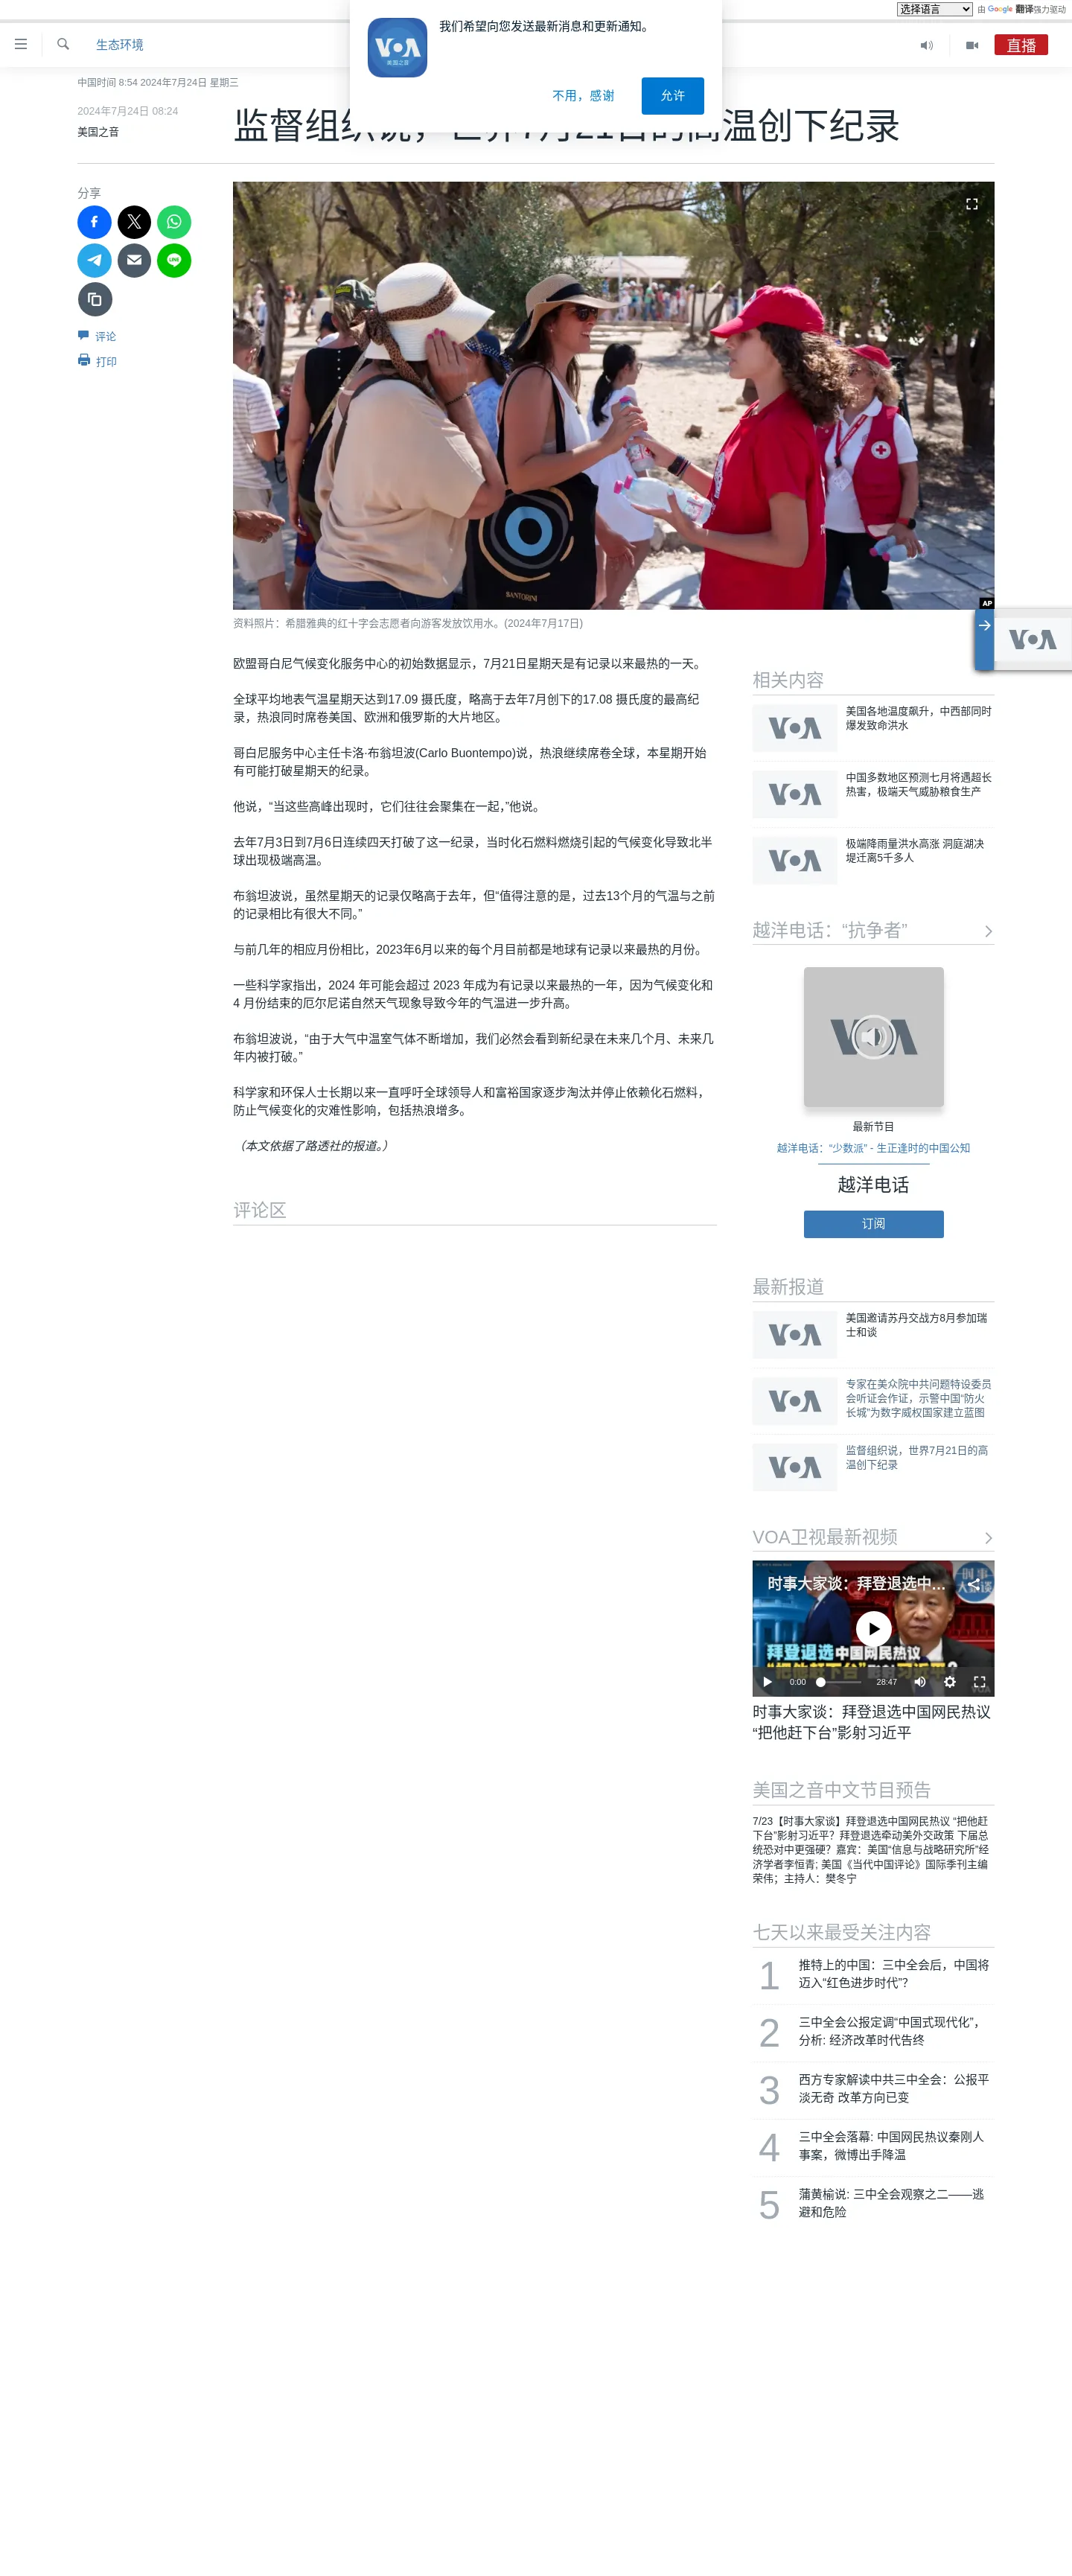 选择语言 由 Google 翻译强力驱动
我们希望向您发送最新消息和更新通知。
VOA
美国之音
不用，感谢
允许
生态环境
直播
中国时间 8:54 2024年7月24日 星期三
2024年7月24日 08:24
美国之音
监督组织说，世界7月21日的高温创下纪录
分享
评论
打印
SANTORINI
AP
资料照片：希腊雅典的红十字会志愿者向游客发放饮用水。(2024年7月17日)
VOA
欧盟哥白尼气候变化服务中心的初始数据显示，7月21日星期天是有记录以来最热的一天。
全球平均地表气温星期天达到17.09 摄氏度，略高于去年7月创下的17.08 摄氏度的最高纪
录，热浪同时席卷美国、欧洲和俄罗斯的大片地区。
哥白尼服务中心主任卡洛·布翁坦波(Carlo Buontempo)说，热浪继续席卷全球，本星期开始
有可能打破星期天的纪录。
他说，“当这些高峰出现时，它们往往会聚集在一起，”他说。
去年7月3日到7月6日连续四天打破了这一纪录，当时化石燃料燃烧引起的气候变化导致北半
球出现极端高温。
布翁坦波说，虽然星期天的记录仅略高于去年，但“值得注意的是，过去13个月的气温与之前
的记录相比有很大不同。”
与前几年的相应月份相比，2023年6月以来的每个月目前都是地球有记录以来最热的月份。
一些科学家指出，2024 年可能会超过 2023 年成为有记录以来最热的一年，因为气候变化和
4 月份结束的厄尔尼诺自然天气现象导致今年的气温进一步升高。
布翁坦波说，“由于大气中温室气体不断增加，我们必然会看到新纪录在未来几个月、未来几
年内被打破。”
科学家和环保人士长期以来一直呼吁全球领导人和富裕国家逐步淘汰并停止依赖化石燃料，
防止气候变化的灾难性影响，包括热浪增多。
（本文依据了路透社的报道。）
评论区
相关内容
VOA
美国各地温度飙升，中西部同时
爆发致命洪水
VOA
中国多数地区预测七月将遇超长
热害，极端天气威胁粮食生产
VOA
极端降雨量洪水高涨 洞庭湖决
堤迁离5千多人
越洋电话：“抗争者”
VOA
最新节目
越洋电话：“少数派” - 生正逢时的中国公知
越洋电话
订阅
最新报道
VOA
美国邀请苏丹交战方8月参加瑞
士和谈
VOA
专家在美众院中共问题特设委员
会听证会作证，示警中国“防火
长城”为数字威权国家建立蓝图
VOA
监督组织说，世界7月21日的高
温创下纪录
VOA卫视最新视频
时事大家谈：拜登退选中…
时事
大家谈
拜登退选中国网民热议
“把他赶下台”影射习近平？
0:00
28:47
VOA
时事大家谈：拜登退选中国网民热议
“把他赶下台”影射习近平
美国之音中文节目预告
7/23【时事大家谈】拜登退选中国网民热议 “把他赶
下台”影射习近平？拜登退选牵动美外交政策 下届总
统恐对中更强硬？嘉宾：美国“信息与战略研究所”经
济学者李恒青; 美国《当代中国评论》国际季刊主编
荣伟；主持人：樊冬宁
七天以来最受关注内容
1 推特上的中国：三中全会后，中国将
迈入“红色进步时代”？
2 三中全会公报定调“中国式现代化”，
分析: 经济改革时代告终
3 西方专家解读中共三中全会：公报平
淡无奇 改革方向已变
4 三中全会落幕: 中国网民热议秦刚人
事案，微博出手降温
5 蒲黄榆说: 三中全会观察之二——逃
避和危险